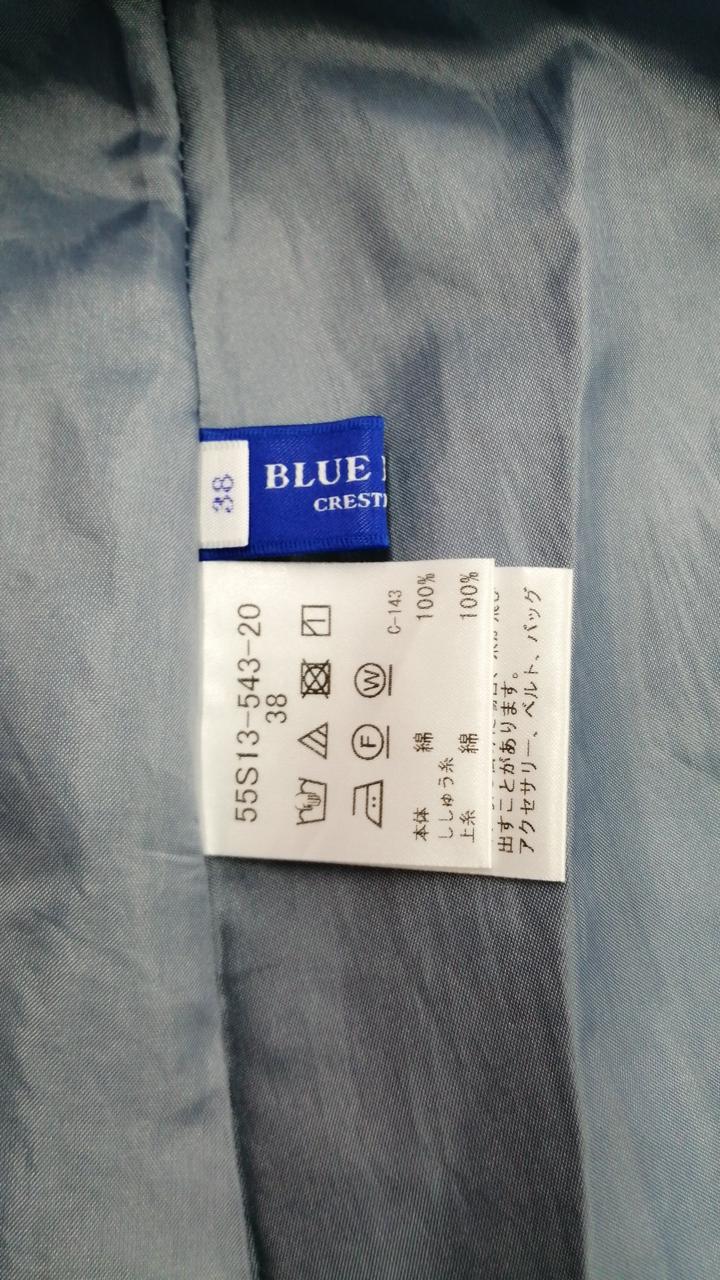 38
BLUE
CREST
55S13-543-20
38
C-143
本体 綿 100%
ししゅう糸
上糸 綿 100%
出すことがあります。
アクセサリー、ベルト、バッグ